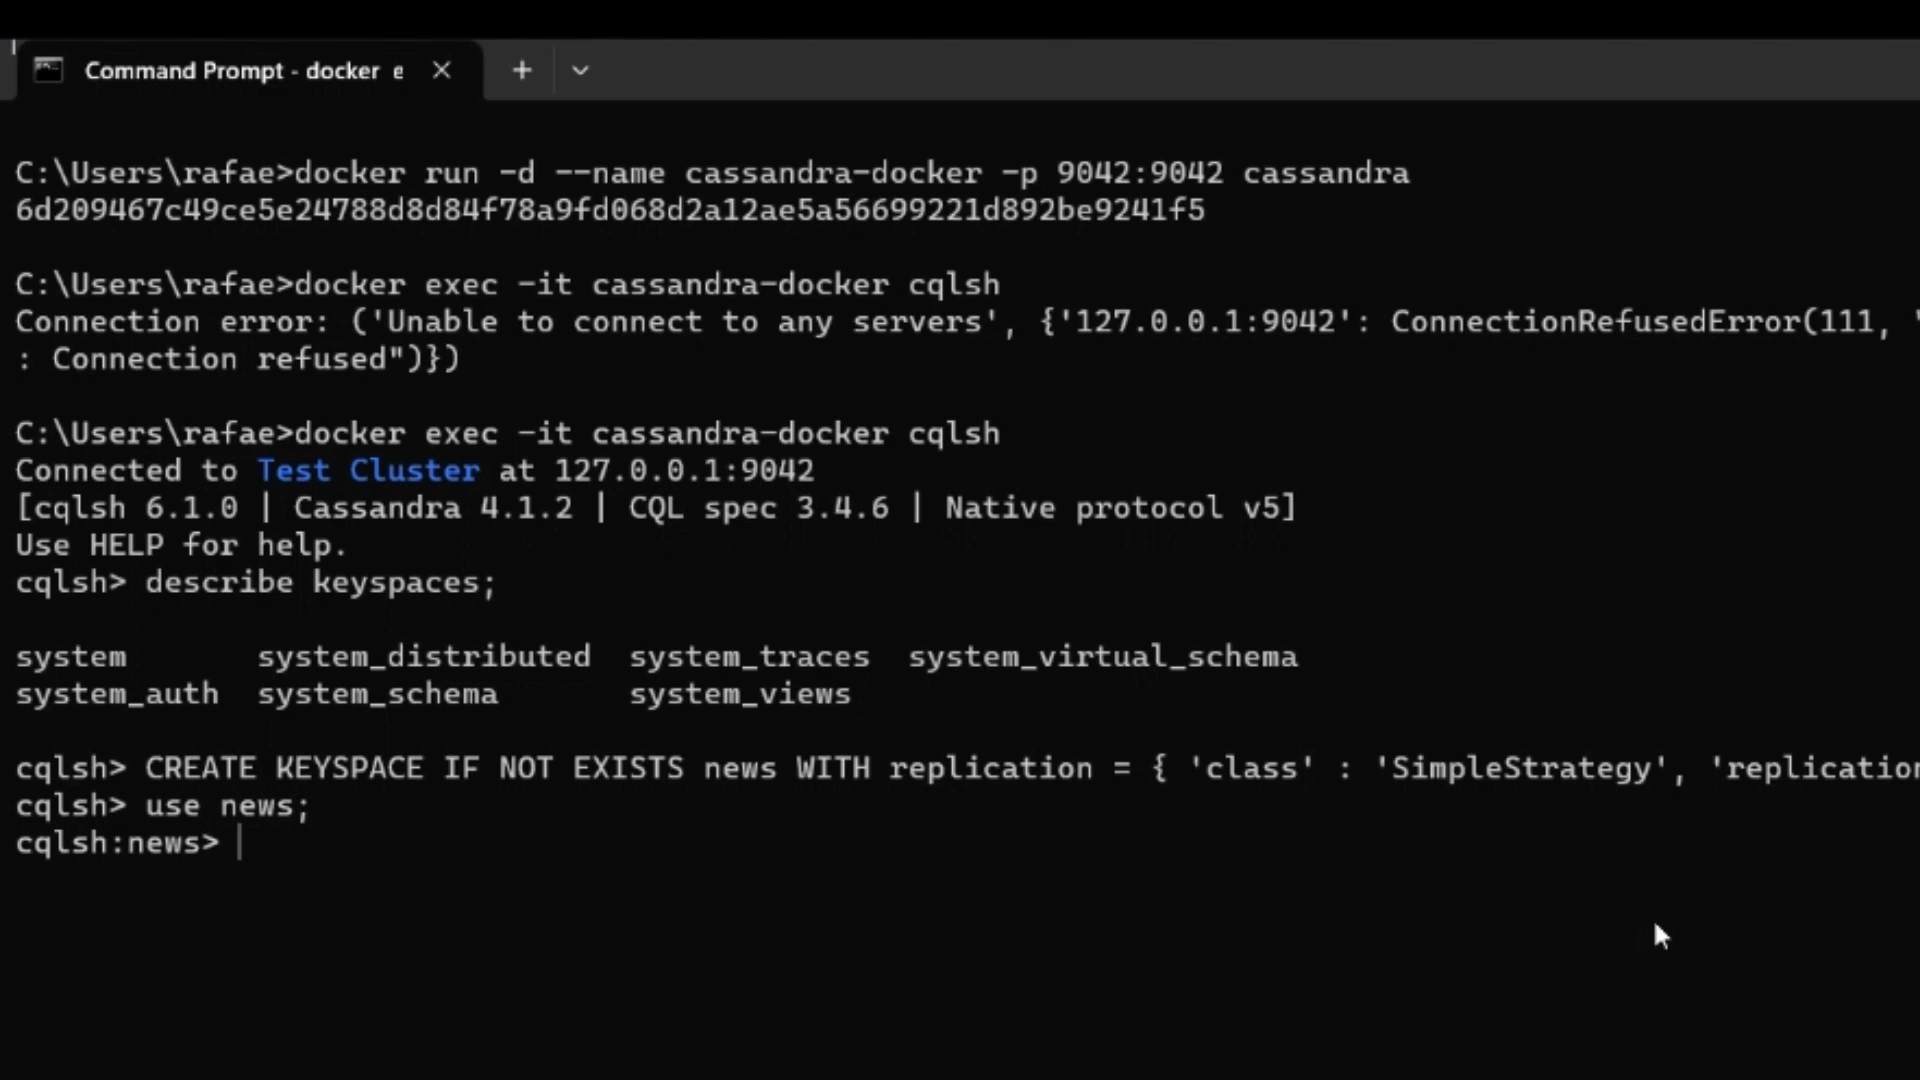 Command Prompt - docker e
C:\Users\rafae>docker run -d --name cassandra-docker -p 9042:9042 cassandra
6d209467c49ce5e24788d8d84f78a9fd068d2a12ae5a56699221d892be9241f5
C:\Users\rafae>docker exec -it cassandra-docker cqlsh
Connection error: ('Unable to connect to any servers', {'127.0.0.1:9042': ConnectionRefusedError(111, "
: Connection refused")})
C:\Users\rafae>docker exec -it cassandra-docker cqlsh
Connected to Test Cluster at 127.0.0.1:9042
[cqlsh 6.1.0 | Cassandra 4.1.2 | CQL spec 3.4.6 | Native protocol v5]
Use HELP for help.
cqlsh> describe keyspaces;
system system_distributed system_traces system_virtual_schema
system_auth system_schema system_views
cqlsh> CREATE KEYSPACE IF NOT EXISTS news WITH replication = { 'class' : 'SimpleStrategy', 'replication
cqlsh> use news;
cqlsh:news>